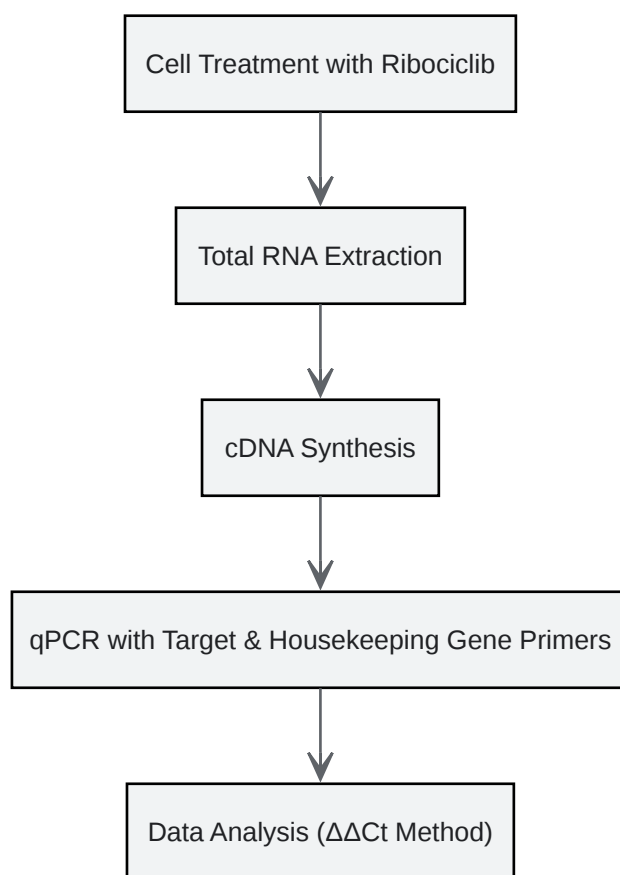 Cell Treatment with Ribociclib
Total RNA Extraction
cDNA Synthesis
qPCR with Target & Housekeeping Gene Primers
Data Analysis (ΔΔCt Method)